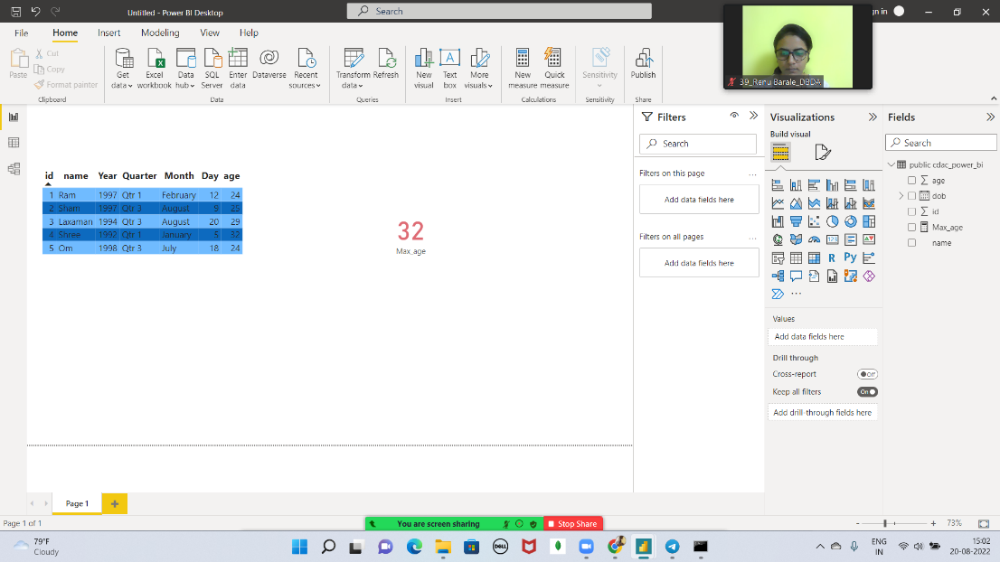 Untitled - Power BI Desktop
Search
n in
File Home Insert Modeling View Help
Paste
Cut
Copy
Format painter
Get data
Excel workbook
Data hub
SQL Server
Enter data
Dataverse
Recent sources
Transform data
Refresh
New visual
Text box
More visuals
New measure
Quick measure
Sensitivity
Publish
Clipboard
Data
Queries
Insert
Calculations
Sensitivity
Share
39_Renu Barale_DBDA
id name Year Quarter Month Day age
1 Ram 1997 Qtr 1 February 12 24
2 Sham 1997 Qtr 3 August 9 25
3 Laxaman 1994 Qtr 3 August 20 29
4 Shree 1992 Qtr 1 January 5 32
5 Om 1998 Qtr 3 July 18 24
32
Max_age
Filters
Search
Filters on this page
...
Add data fields here
Filters on all pages
...
Add data fields here
Visualizations
Build visual
123
R
Py
...
Values
Add data fields here
Drill through
Cross-report
Off
Keep all filters
On
Add drill-through fields here
Fields
Search
public cdac_power_bi
age
dob
id
Max_age
name
Page 1
Page 1 of 1
You are screen sharing
Stop Share
- + 73%
79°F
Cloudy
DELL
ENG
IN
15:02
20-08-2022